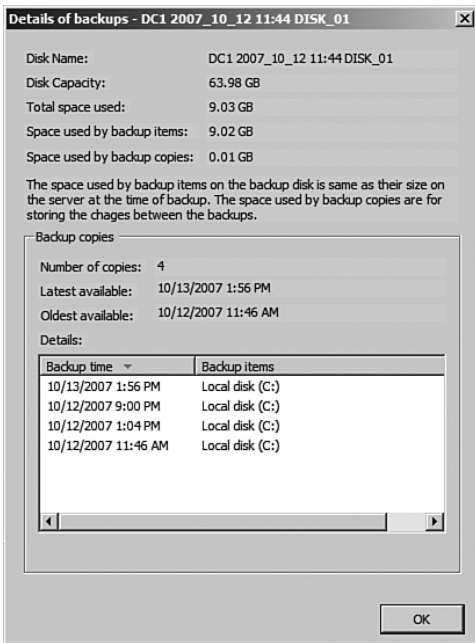 Details of backups - DC1 2007_10_12 11:44 DISK_01
Disk Name: DC1 2007_10_12 11:44 DISK_01
Disk Capacity: 63.98 GB
Total space used: 9.03 GB
Space used by backup items: 9.02 GB
Space used by backup copies: 0.01 GB
The space used by backup items on the backup disk is same as their size on
the server at the time of backup. The space used by backup copies are for
storing the chages between the backups.
Backup copies
Number of copies: 4
Latest available: 10/13/2007 1:56 PM
Oldest available: 10/12/2007 11:46 AM
Details:
Backup time Backup items
10/13/2007 1:56 PM Local disk (C:)
10/12/2007 9:00 PM Local disk (C:)
10/12/2007 1:04 PM Local disk (C:)
10/12/2007 11:46 AM Local disk (C:)
OK